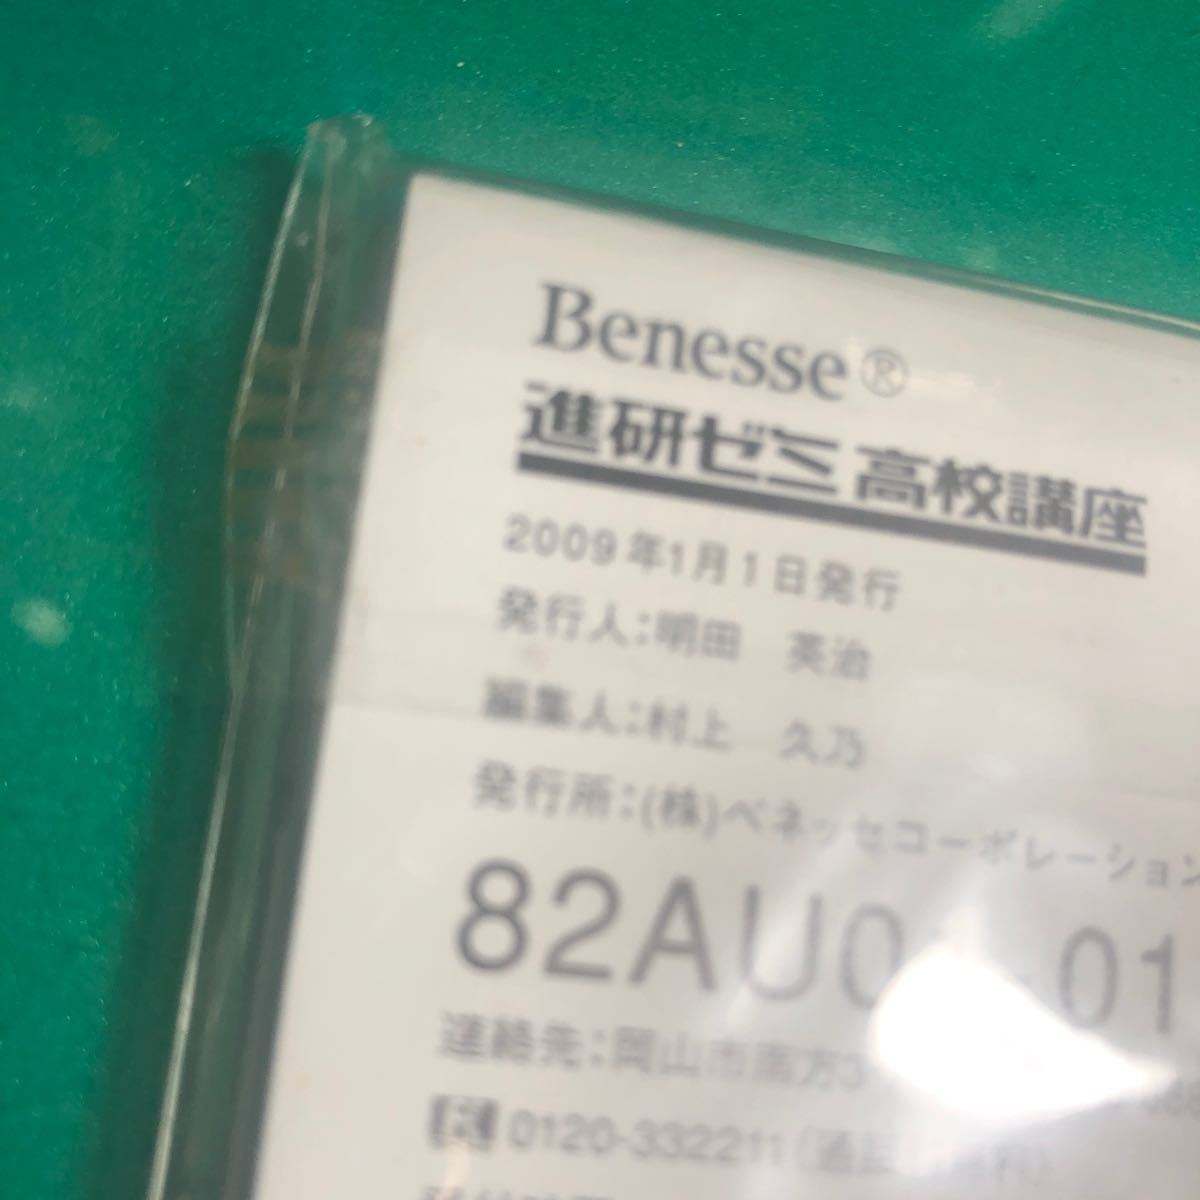 Benesse®
進研ゼミ 高校講座
2009年1月1日発行
発行人:明田 英治
編集人:村上 久乃
発行所:(株)ベネッセコーポレーション
82AU0 -01
連絡先:岡山市南方3
0120-332211